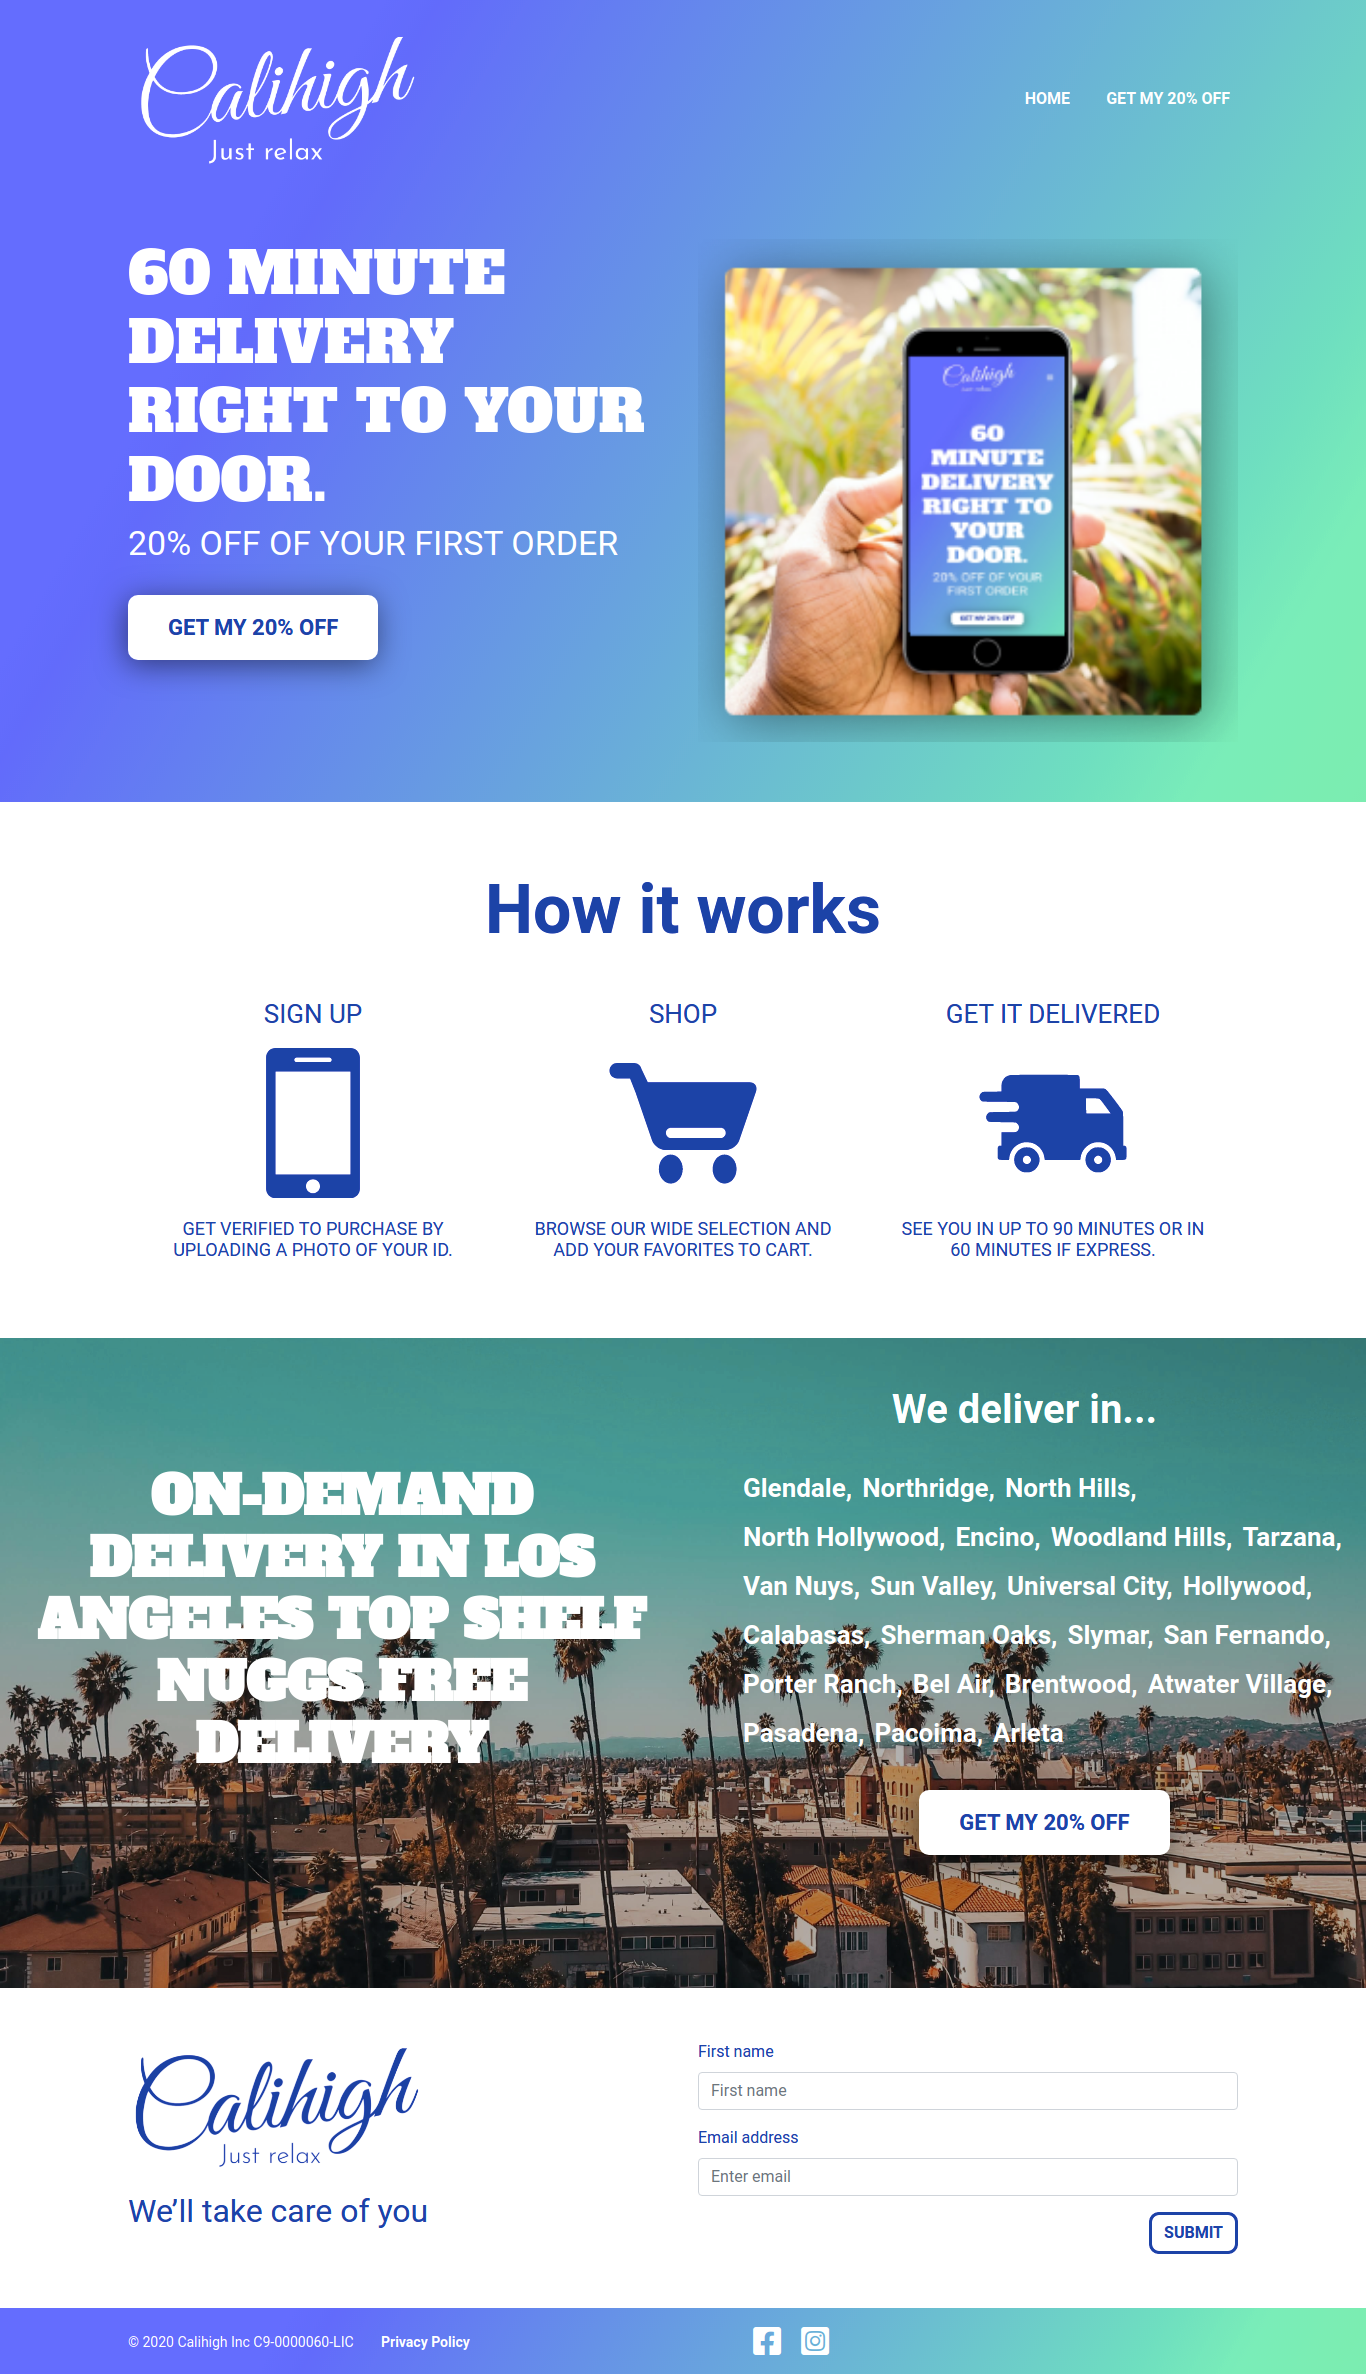 Calihigh
Just relax
HOME
GET MY 20% OFF
60 MINUTE
DELIVERY
RIGHT TO YOUR
DOOR.
20% OFF OF YOUR FIRST ORDER
GET MY 20% OFF
Calihigh
Just relax
60
MINUTE
DELIVERY
RIGHT TO
YOUR
DOOR.
20% OFF OF YOUR
FIRST ORDER
GET MY 20% OFF
How it works
SIGN UP
GET VERIFIED TO PURCHASE BY
UPLOADING A PHOTO OF YOUR ID.
SHOP
BROWSE OUR WIDE SELECTION AND
ADD YOUR FAVORITES TO CART.
GET IT DELIVERED
SEE YOU IN UP TO 90 MINUTES OR IN
60 MINUTES IF EXPRESS.
ON-DEMAND
DELIVERY IN LOS
ANGELES TOP SHELF
NUGGS FREE
DELIVERY
We deliver in...
Glendale, Northridge, North Hills,
North Hollywood, Encino, Woodland Hills, Tarzana,
Van Nuys, Sun Valley, Universal City, Hollywood,
Calabasas, Sherman Oaks, Slymar, San Fernando,
Porter Ranch, Bel Air, Brentwood, Atwater Village,
Pasadena, Pacoima, Arleta
GET MY 20% OFF
Calihigh
Just relax
We’ll take care of you
First name
First name
Email address
Enter email
SUBMIT
© 2020 Calihigh Inc C9-0000060-LIC
Privacy Policy